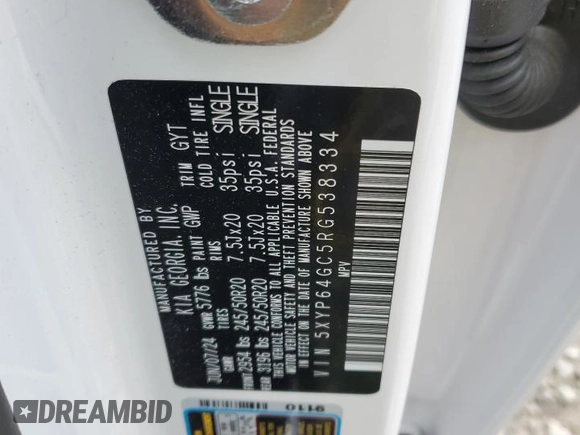 MANUFACTURED BY
KIA GEORGIA, INC.
JUN/07/24 GVWR 5776 lbs PAINT GWP TRIM GYT
GWR TIRES RIMS COLD TIRE INFL
2954 lbs 245/50R20 7.5Jx20 35psi SINGLE
3196 lbs 245/50R20 7.5Jx20 35psi SINGLE
THIS VEHICLE CONFORMS TO ALL APPLICABLE U.S.A. FEDERAL
MOTOR VEHICLE SAFETY AND THEFT PREVENTION STANDARDS
IN EFFECT ON THE DATE OF MANUFACTURE SHOWN ABOVE
VIN 5XYP64GC5RG538334
MPV
9110
DREAMBID